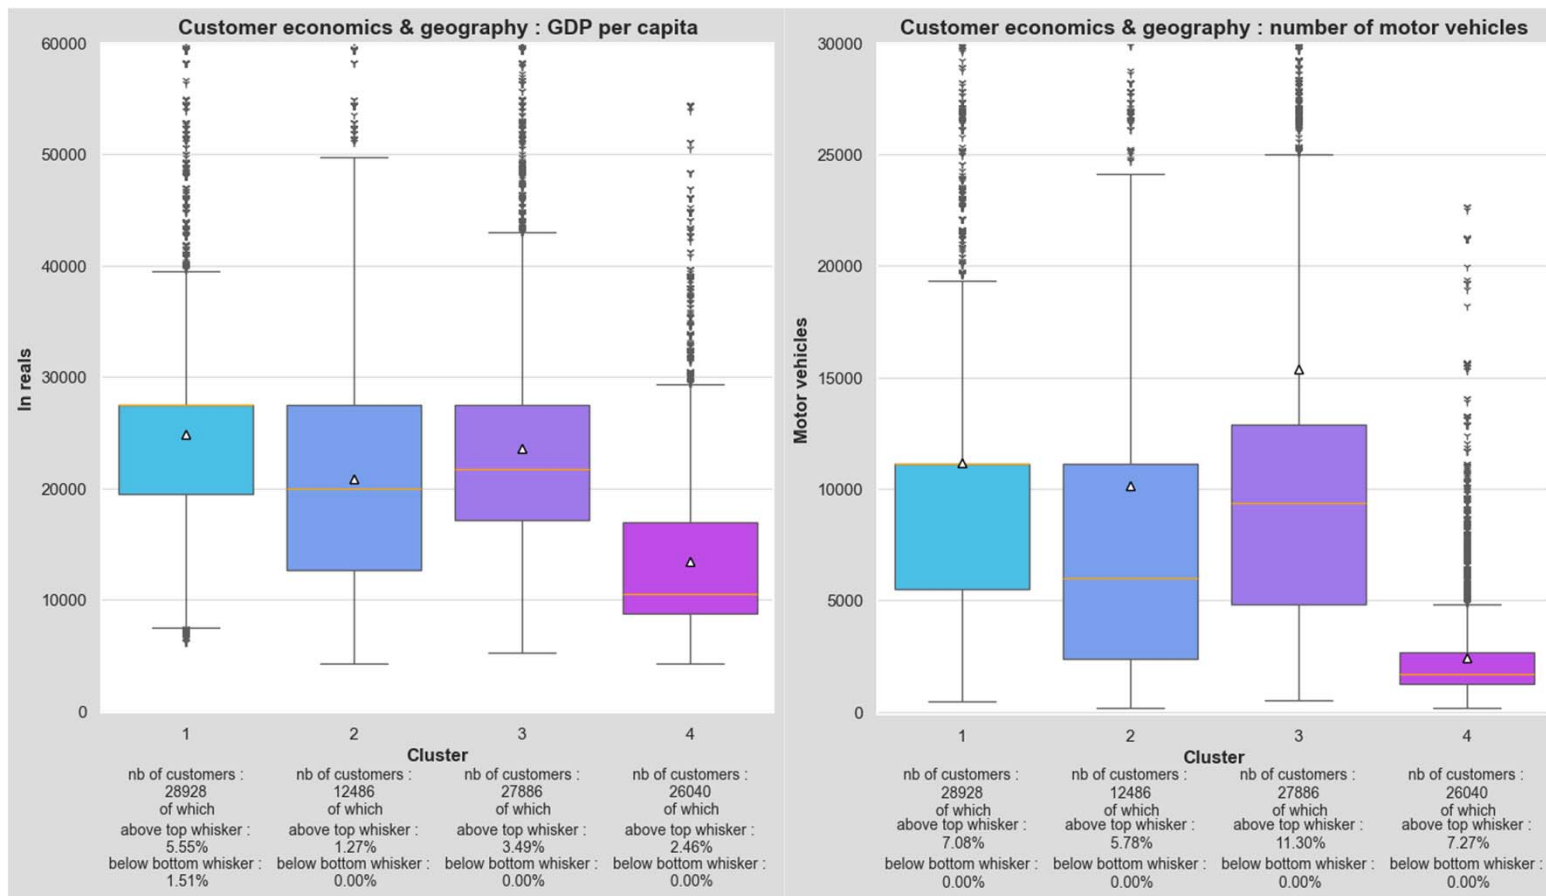 Customer economics & geography : GDP per capita
60000
50000
40000
30000
20000
10000
0
In reals
1 2 3 4
Cluster
nb of customers : nb of customers : nb of customers : nb of customers :
28928 12486 27886 26040
of which of which of which of which
above top whisker : above top whisker : above top whisker : above top whisker :
5.55% 1.27% 3.49% 2.46%
below bottom whisker : below bottom whisker : below bottom whisker : below bottom whisker :
1.51% 0.00% 0.00% 0.00%
Customer economics & geography : number of motor vehicles
30000
25000
20000
15000
10000
5000
0
Motor vehicles
1 2 3 4
Cluster
nb of customers : nb of customers : nb of customers : nb of customers :
28928 12486 27886 26040
of which of which of which of which
above top whisker : above top whisker : above top whisker : above top whisker :
7.08% 5.78% 11.30% 7.27%
below bottom whisker : below bottom whisker : below bottom whisker : below bottom whisker :
0.00% 0.00% 0.00% 0.00%